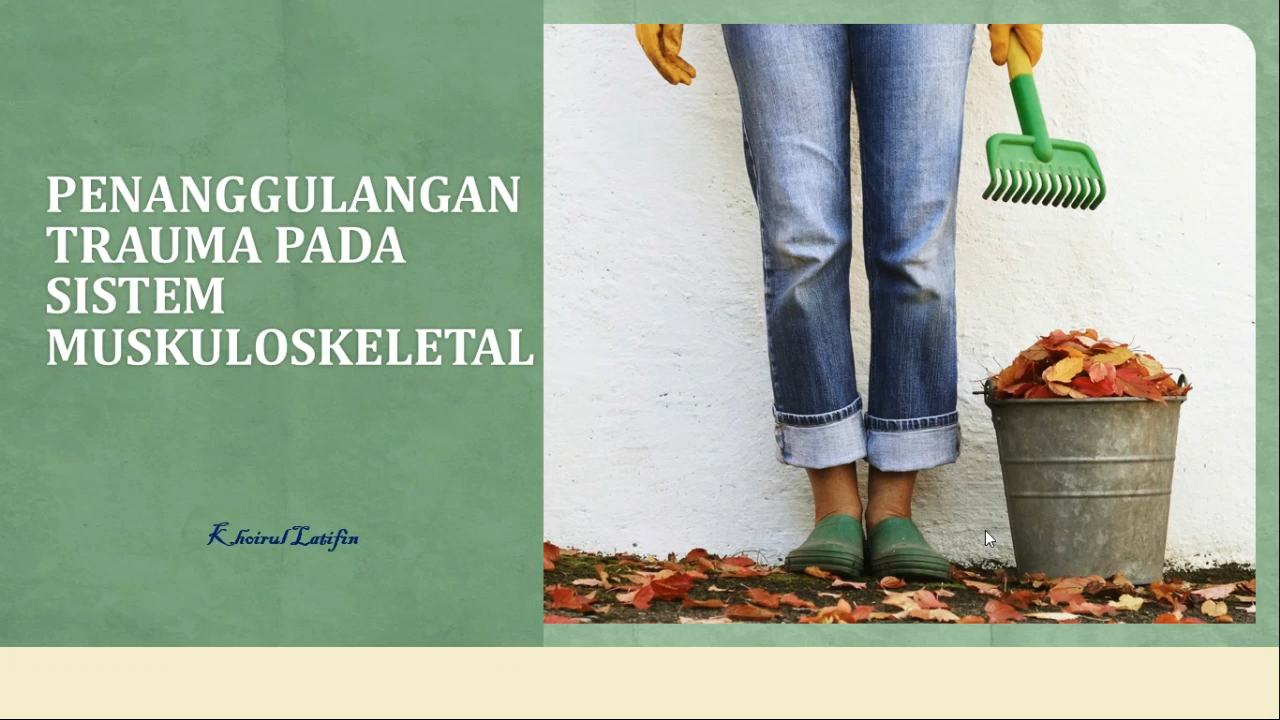 PENANGGULANGAN
TRAUMA PADA
SISTEM
MUSKULOSKELETAL
Khoirul Latifin